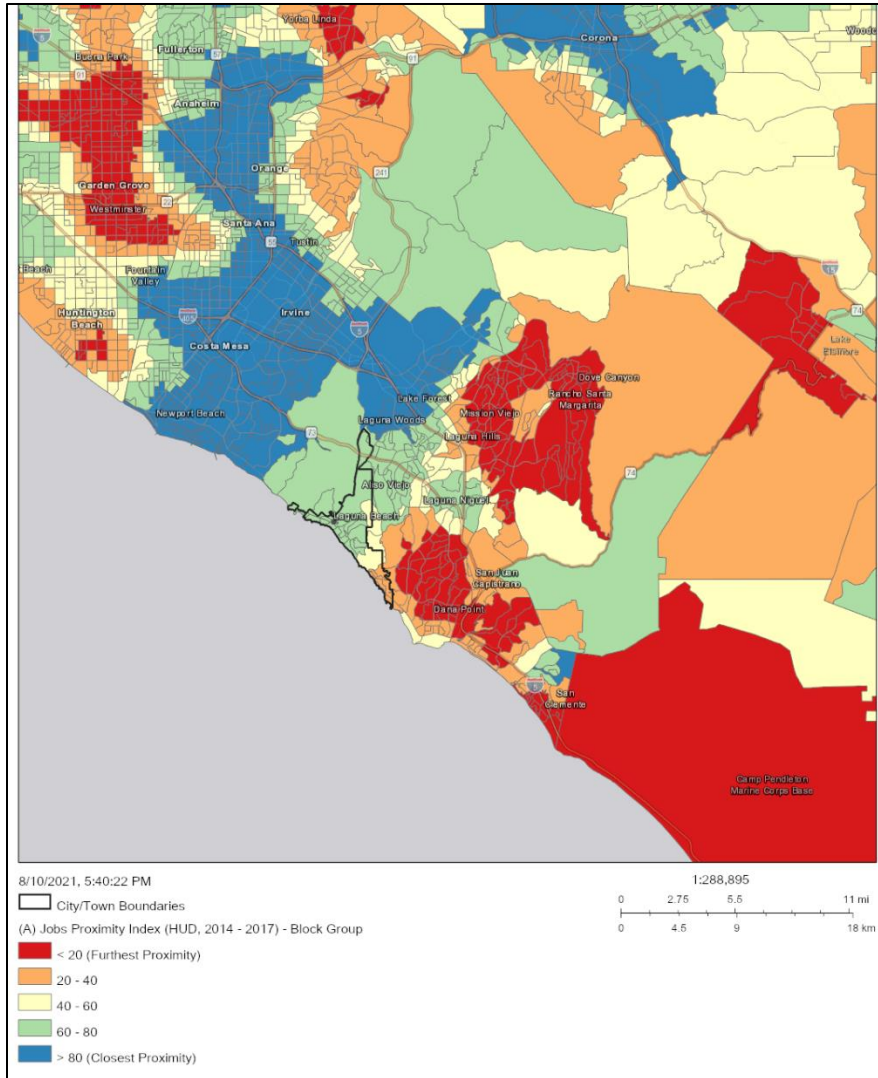 Yorba Linda
5
Fullerton
57
Corona
Woodc
Buena Park
91
91
Anaheim
Orange
241
Garden Grove
22
Westminster
Santa Ana
55
Tustin
Beach
Fountain
Valley
15
74
Huntington
Beach
405
Irvine
5
Lake
Elsinore
Costa Mesa
Dove Canyon
Rancho Santa
Margarita
Lake Forest
Newport Beach
Mission Viejo
Laguna Woods
73
Laguna Hills
74
Aliso Viejo
Laguna Niguel
Laguna Beach
San Juan
Capistrano
Dana Point
5
San
Clemente
Camp Pendleton
Marine Corps Base
8/10/2021, 5:40:22 PM
1:288,895
City/Town Boundaries
0 2.75 5.5 11 mi
0 4.5 9 18 km
(A) Jobs Proximity Index (HUD, 2014 - 2017) - Block Group
< 20 (Furthest Proximity)
20 - 40
40 - 60
60 - 80
> 80 (Closest Proximity)